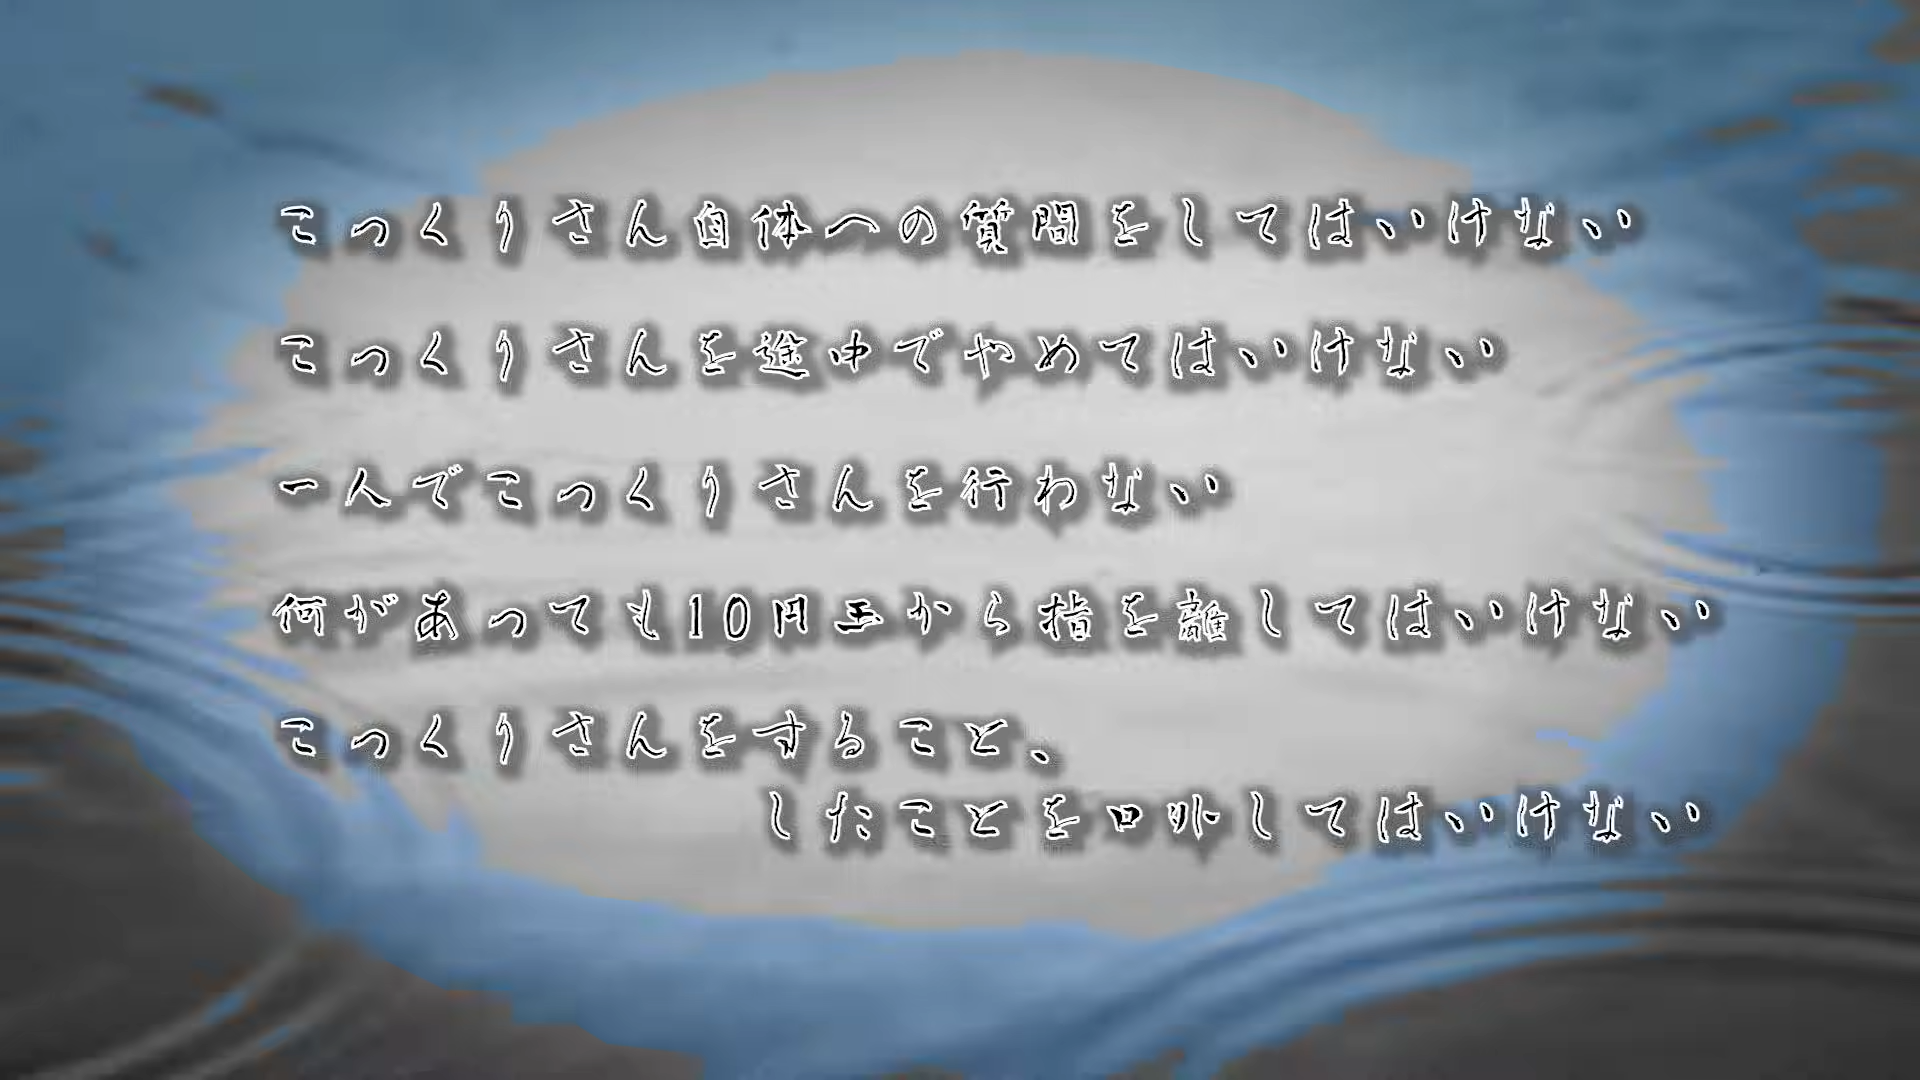 こっくりさん自体への質問をしてはいけない
こっくりさんを途中でやめてはいけない
一人でこっくりさんを行わない
何があっても10円玉から指を離してはいけない
こっくりさんをすること、
したことを口外してはいけない